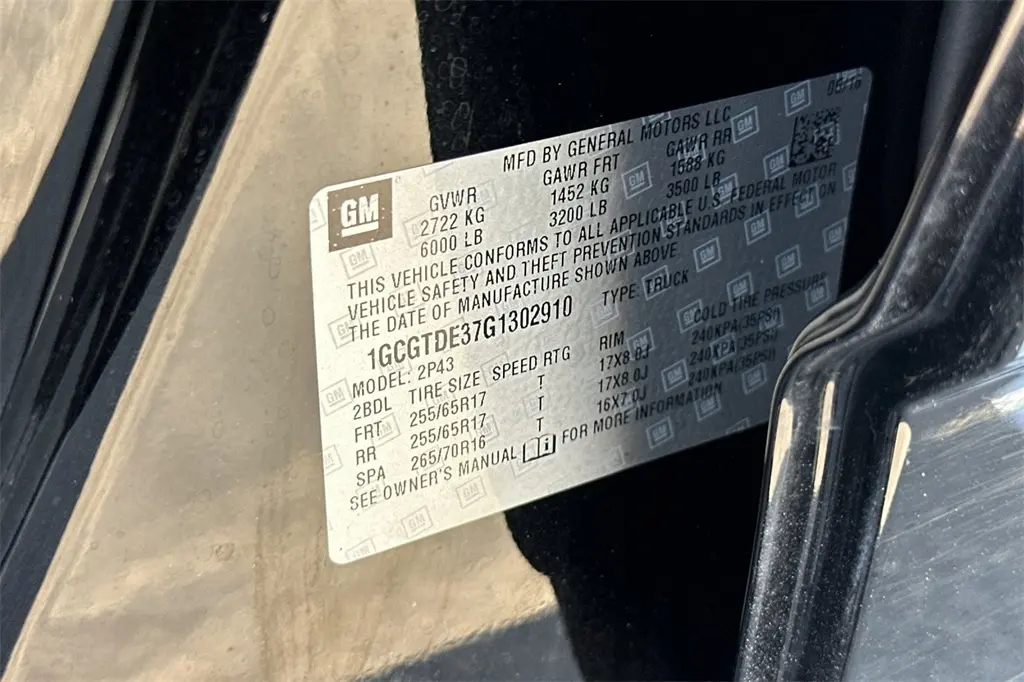 MFD BY GENERAL MOTORS LLC
GM
GVWR GAWR FRT GAWR RR
2722 KG 1452 KG 1588 KG
6000 LB 3200 LB 3500 LB
THIS VEHICLE CONFORMS TO ALL APPLICABLE U.S. FEDERAL MOTOR
VEHICLE SAFETY AND THEFT PREVENTION STANDARDS IN EFFECT ON
THE DATE OF MANUFACTURE SHOWN ABOVE
1GCGTDE37G1302910 TYPE: TRUCK
MODEL: 2P43
2BDL TIRE SIZE SPEED RTG RIM COLD TIRE PRESSURE
FRT 255/65R17 T 17X8.0J 240KPA(35PSI)
RR 255/65R17 T 17X8.0J 240KPA(35PSI)
SPA 265/70R16 T 16X7.0J 240KPA(35PSI)
SEE OWNER'S MANUAL FOR MORE INFORMATION